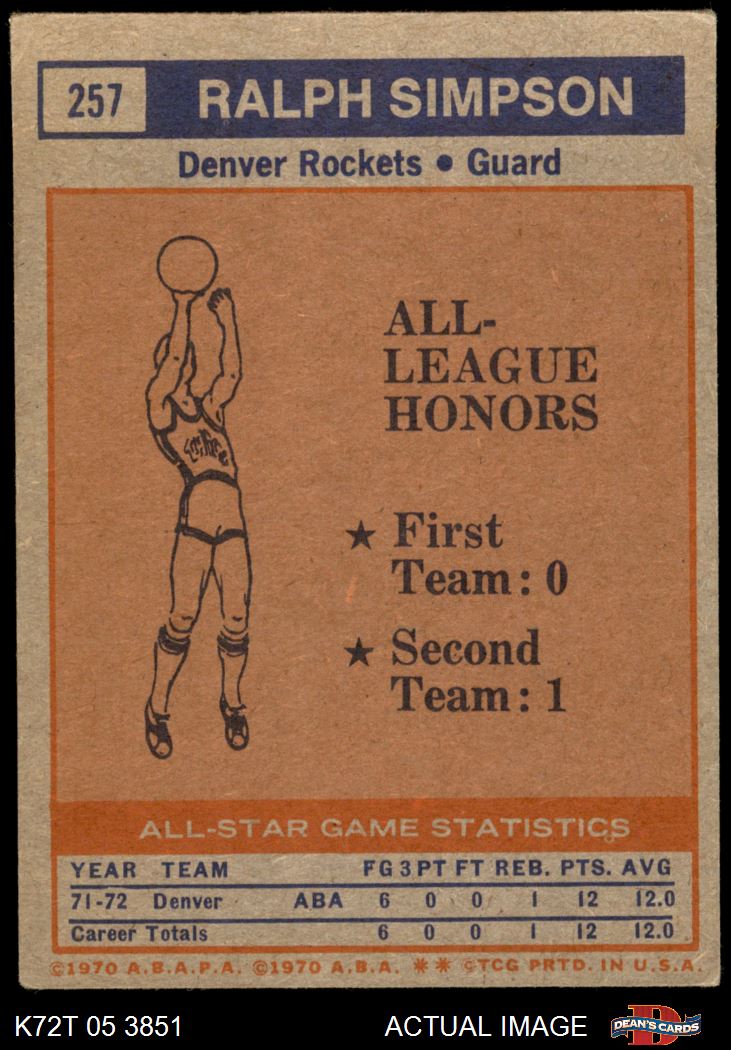 257 RALPH SIMPSON
Denver Rockets • Guard
ALL-
LEAGUE
HONORS
★ First
Team: 0
★ Second
Team: 1
ALL-STAR GAME STATISTICS
YEAR TEAM FG 3PT FT REB. PTS. AVG
71-72 Denver ABA 6 0 0 1 12 12.0
Career Totals 6 0 0 1 12 12.0
©1970 A.B.A.P.A. ©1970 A.B.A. ** ©TCG PRTD. IN U.S.A.
K72T 05 3851 ACTUAL IMAGE DEAN'S CARDS